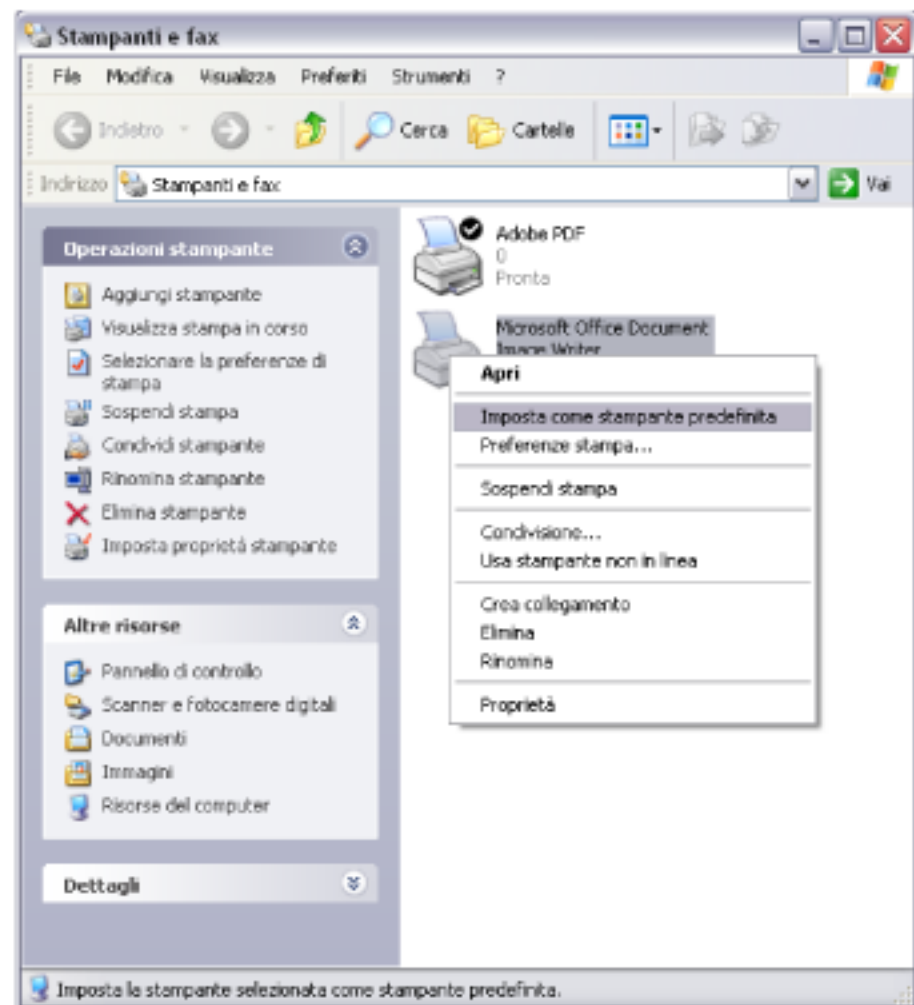 Stampanti e fax
File Modifica Visualizza Preferiti Strumenti ?
Indietro Cerca Cartelle
Indirizzo Stampanti e fax Vai
Operazioni stampante
Aggiungi stampante
Visualizza stampa in corso
Selezionare la preferenze di
stampa
Sospendi stampa
Condividi stampante
Rinomina stampante
Elimina stampante
Imposta proprietà stampante
Altre risorse
Pannello di controllo
Scanner e fotocamere digitali
Documenti
Immagini
Risorse del computer
Dettagli
Adobe PDF
0
Pronta
Microsoft Office Document
Image Writer
Apri
Imposta come stampante predefinita
Preferenze stampa...
Sospendi stampa
Condivisione...
Usa stampante non in linea
Crea collegamento
Elimina
Rinomina
Proprietà
Imposta la stampante selezionata come stampante predefinita.